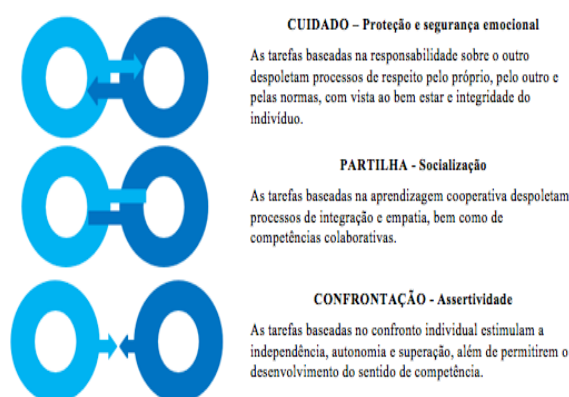 CUIDADO – Proteção e segurança emocional
As tarefas baseadas na responsabilidade sobre o outro
despoletam processos de respeito pelo próprio, pelo outro e
pelas normas, com vista ao bem estar e integridade do
indivíduo.
PARTILHA - Socialização
As tarefas baseadas na aprendizagem cooperativa despoletam
processos de integração e empatia, bem como de
competências colaborativas.
CONFRONTAÇÃO - Assertividade
As tarefas baseadas no confronto individual estimulam a
independência, autonomia e superação, além de permitirem o
desenvolvimento do sentido de competência.